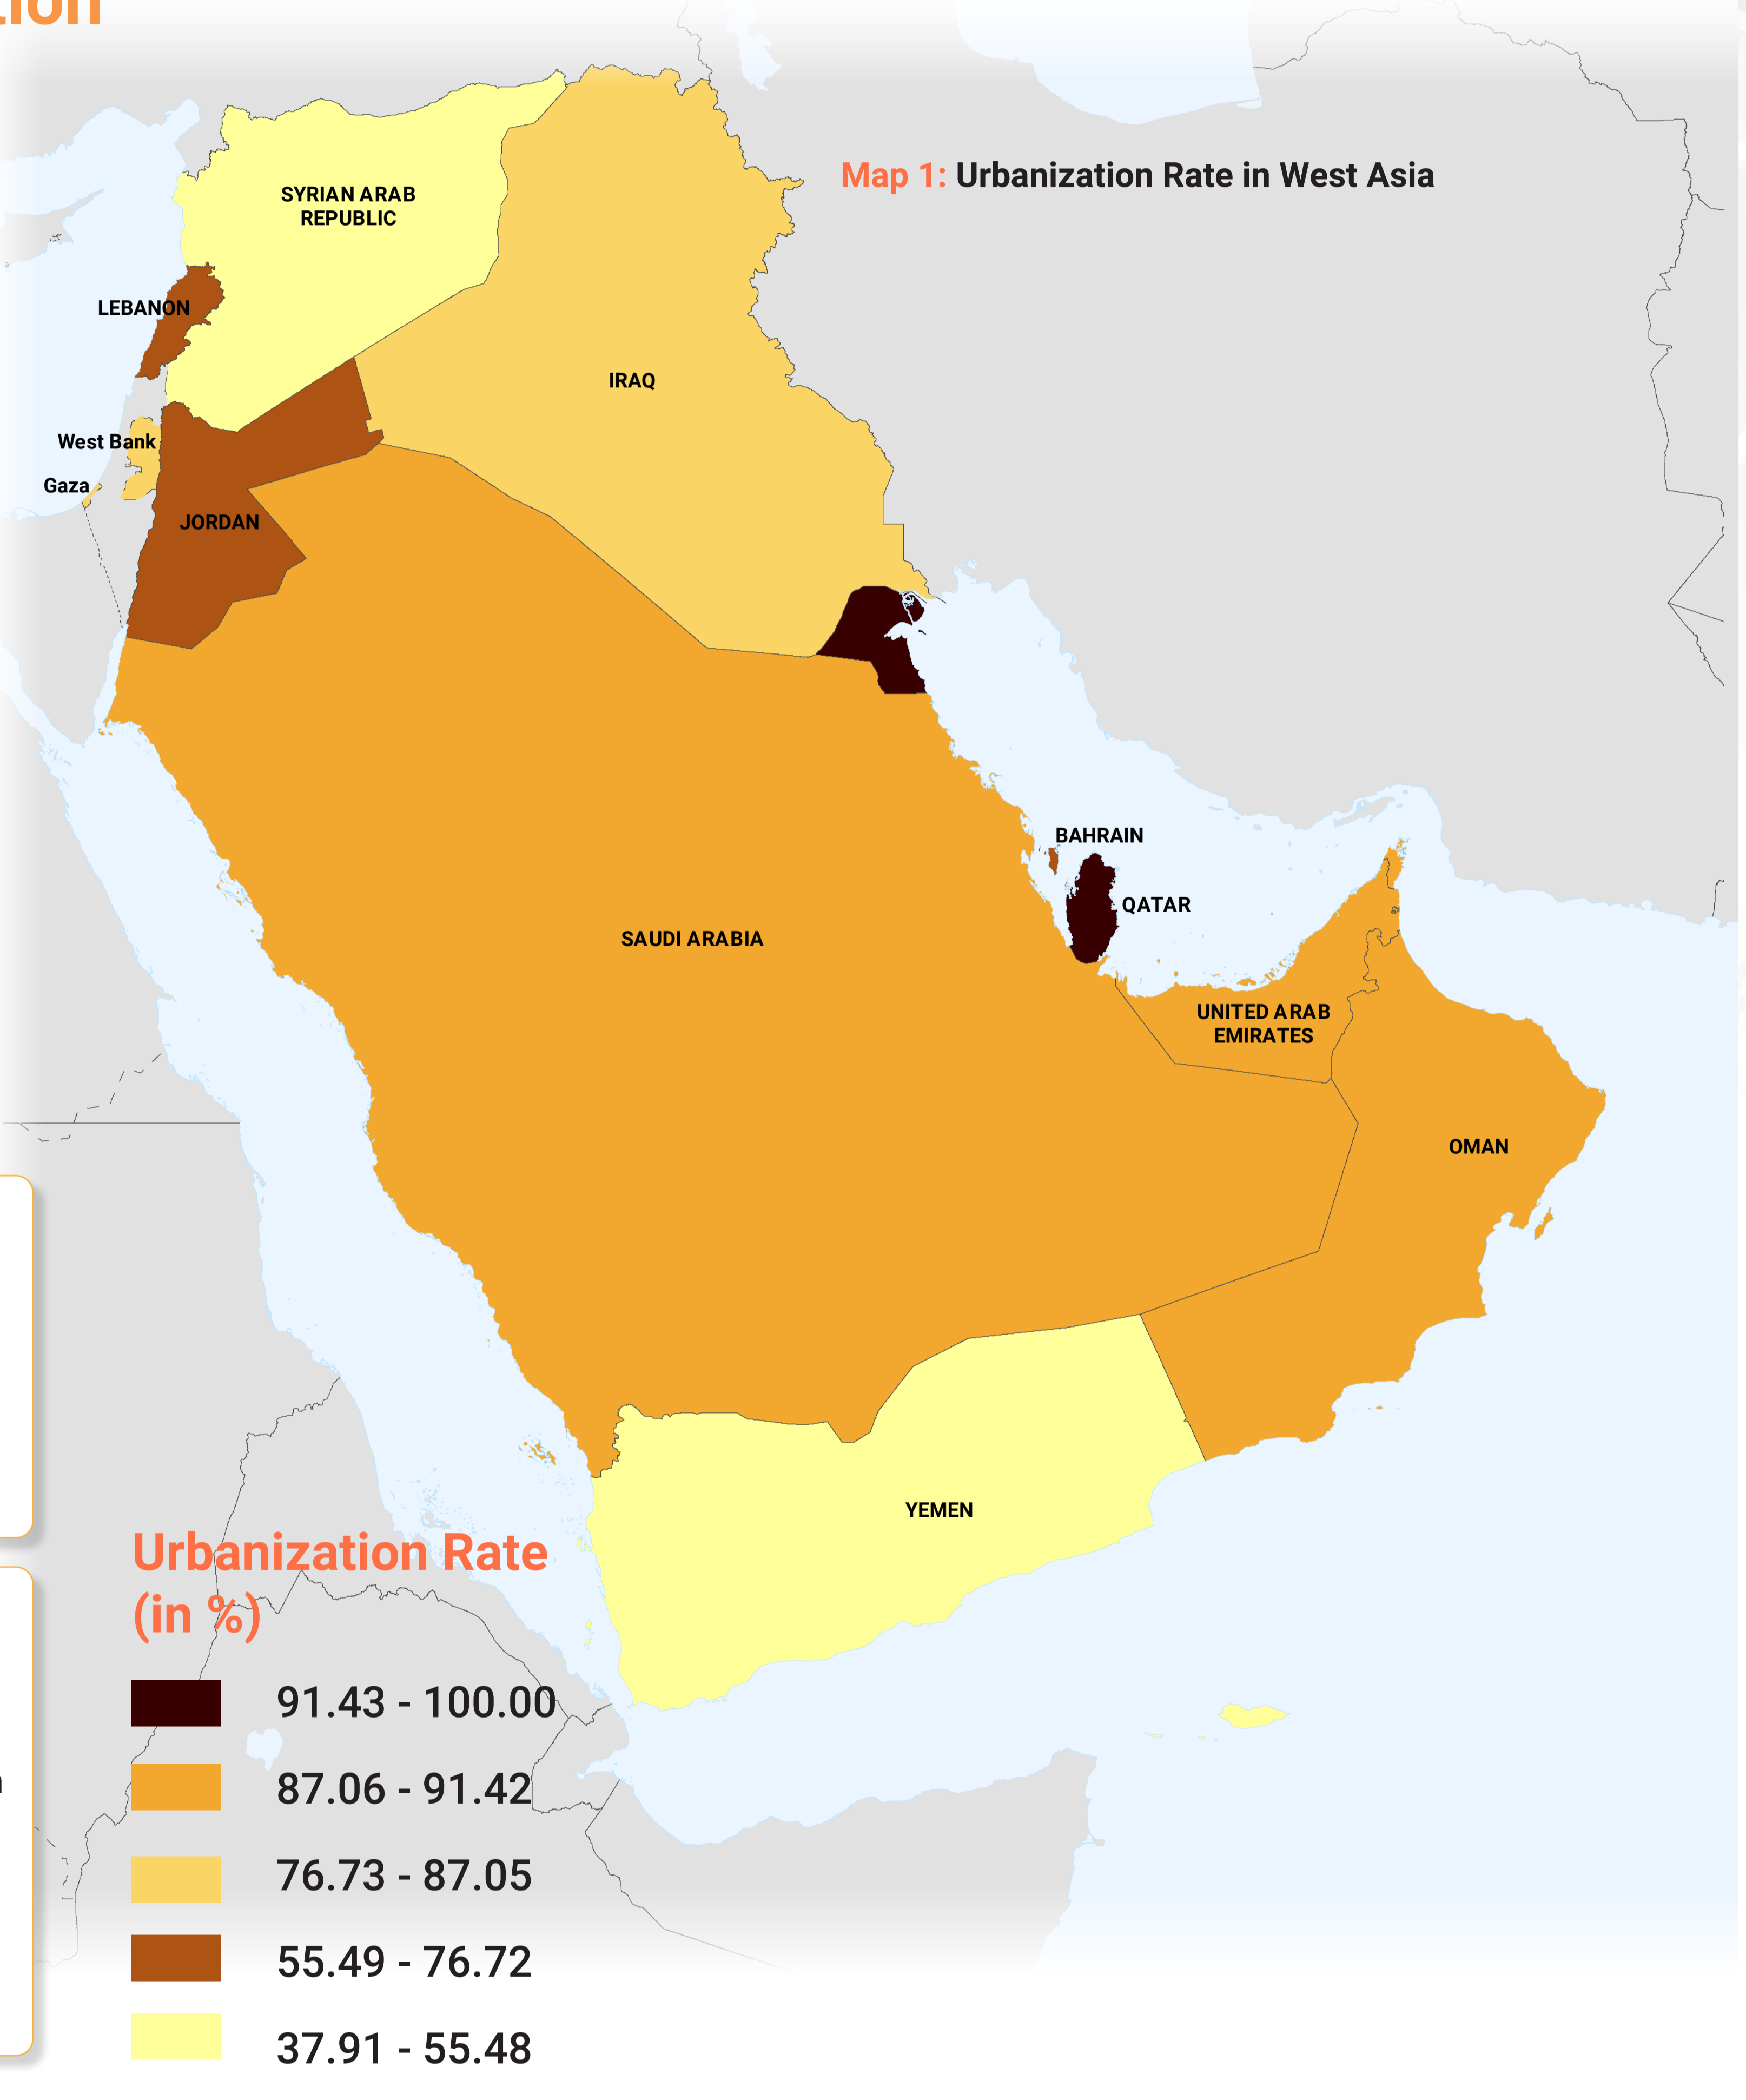 Map 1: Urbanization Rate in West Asia
SYRIAN ARAB
REPUBLIC
LEBANON
IRAQ
West Bank
Gaza
JORDAN
BAHRAIN
QATAR
SAUDI ARABIA
UNITED ARAB
EMIRATES
OMAN
YEMEN
Urbanization Rate
(in %)
91.43 - 100.00
87.06 - 91.42
76.73 - 87.05
55.49 - 76.72
37.91 - 55.48